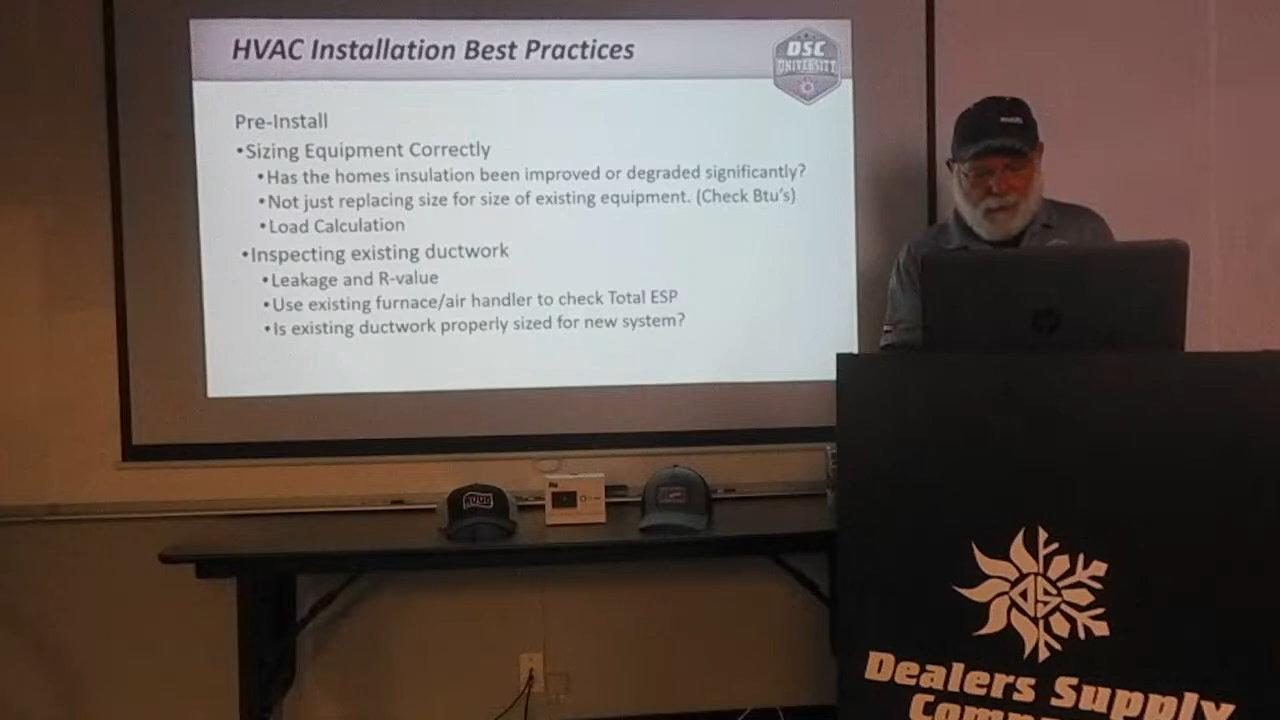 HVAC Installation Best Practices
DSC
UNIVERSITY
Pre-Install
•Sizing Equipment Correctly
•Has the homes insulation been improved or degraded significantly?
•Not just replacing size for size of existing equipment. (Check Btu's)
•Load Calculation
•Inspecting existing ductwork
•Leakage and R-value
•Use existing furnace/air handler to check Total ESP
•Is existing ductwork properly sized for new system?
RUUD
DS
Dealers Supply